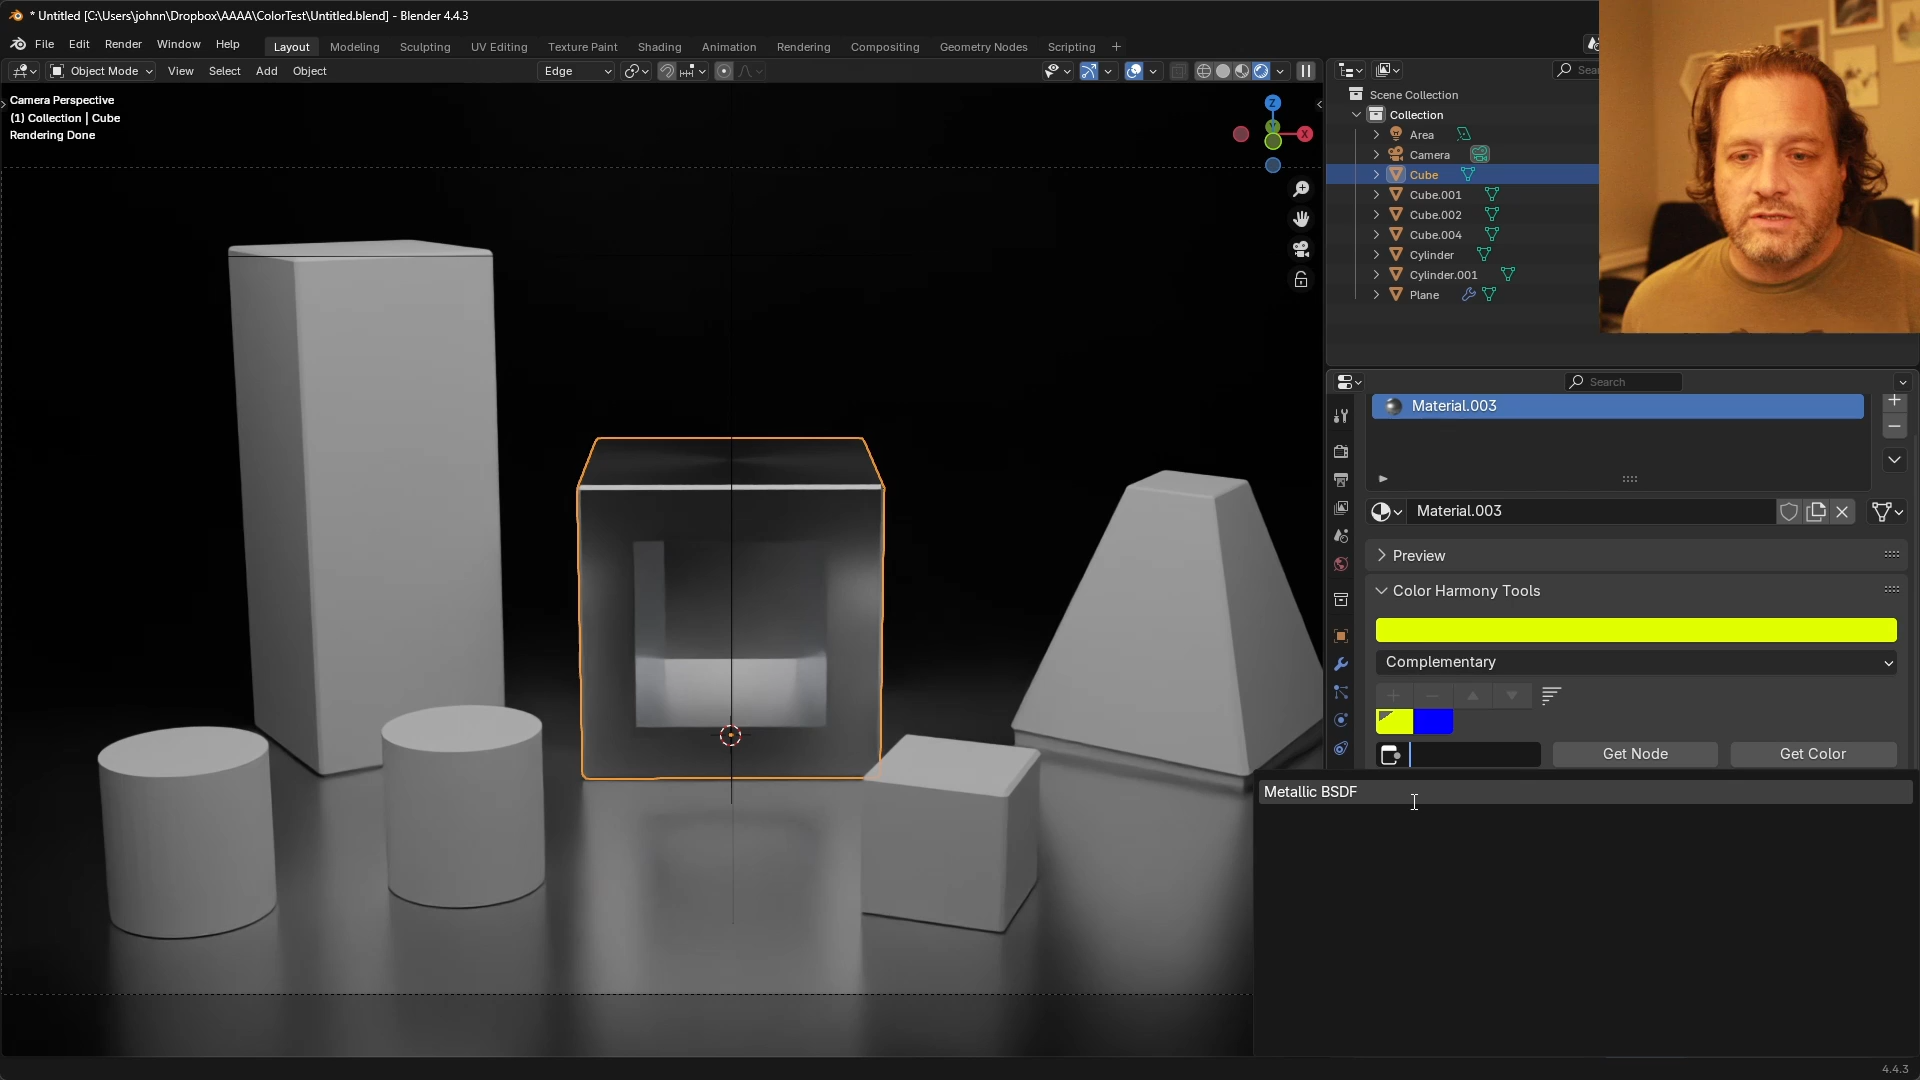 * Untitled [C:\Users\johnn\Dropbox\AAAA\ColorTest\Untitled.blend] - Blender 4.4.3
File Edit Render Window Help
Layout Modeling Sculpting UV Editing Texture Paint Shading Animation Rendering Compositing Geometry Nodes Scripting +
Object Mode View Select Add Object Edge
Camera Perspective
(1) Collection | Cube
Rendering Done
Z
X
Scene Collection
Collection
Area
Camera
Cube
Cube.001
Cube.002
Cube.004
Cylinder
Cylinder.001
Plane
Search
Material.003
Material.003
Preview
Color Harmony Tools
Complementary
Get Node Get Color
Metallic BSDF
4.4.3